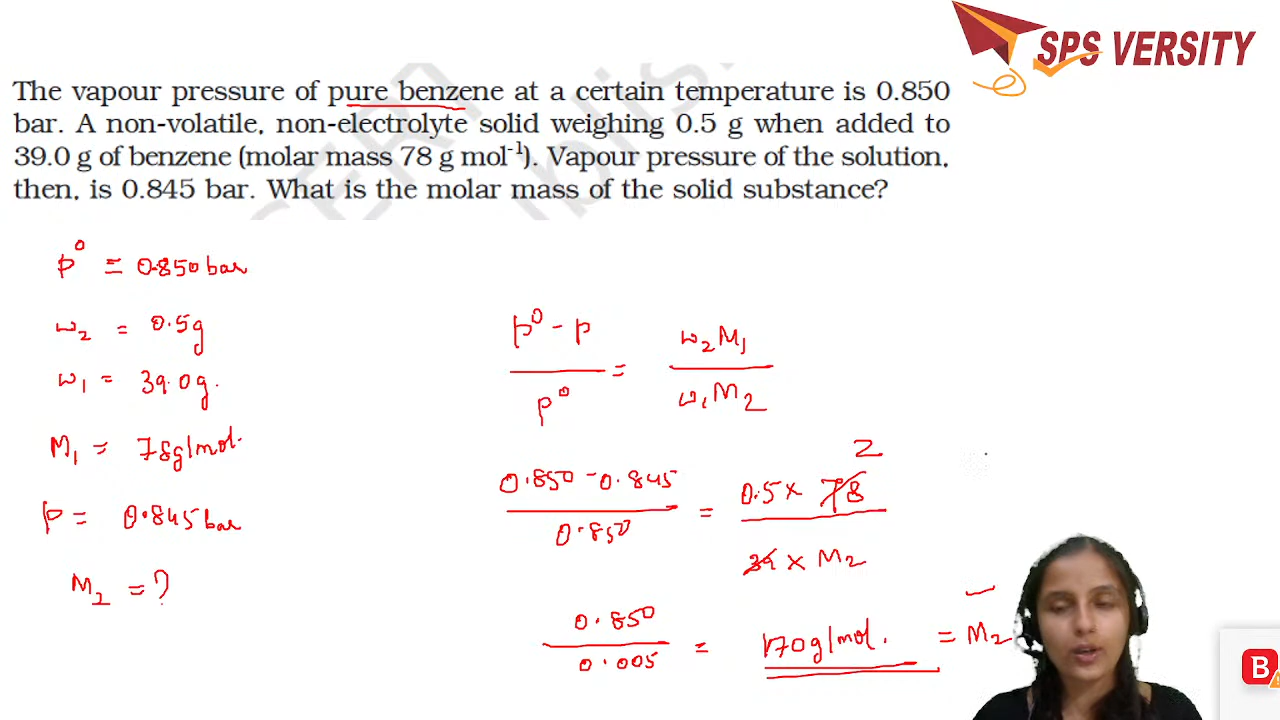 SPS VERSITY
The vapour pressure of pure benzene at a certain temperature is 0.850
bar. A non-volatile, non-electrolyte solid weighing 0.5 g when added to
39.0 g of benzene (molar mass 78 g mol⁻¹). Vapour pressure of the solution,
then, is 0.845 bar. What is the molar mass of the solid substance?
p⁰ = 0.850 bar
w₂ = 0.5g
w₁ = 39.0g.
M₁ = 78g/mol.
p = 0.845 bar
M₂ = ?
p⁰ - p / p⁰ = w₂M₁ / w₁M₂
2
0.850 - 0.845 / 0.850 = 0.5 x 78 / 39 x M₂
0.850 / 0.005 = 170g/mol. = M₂
B